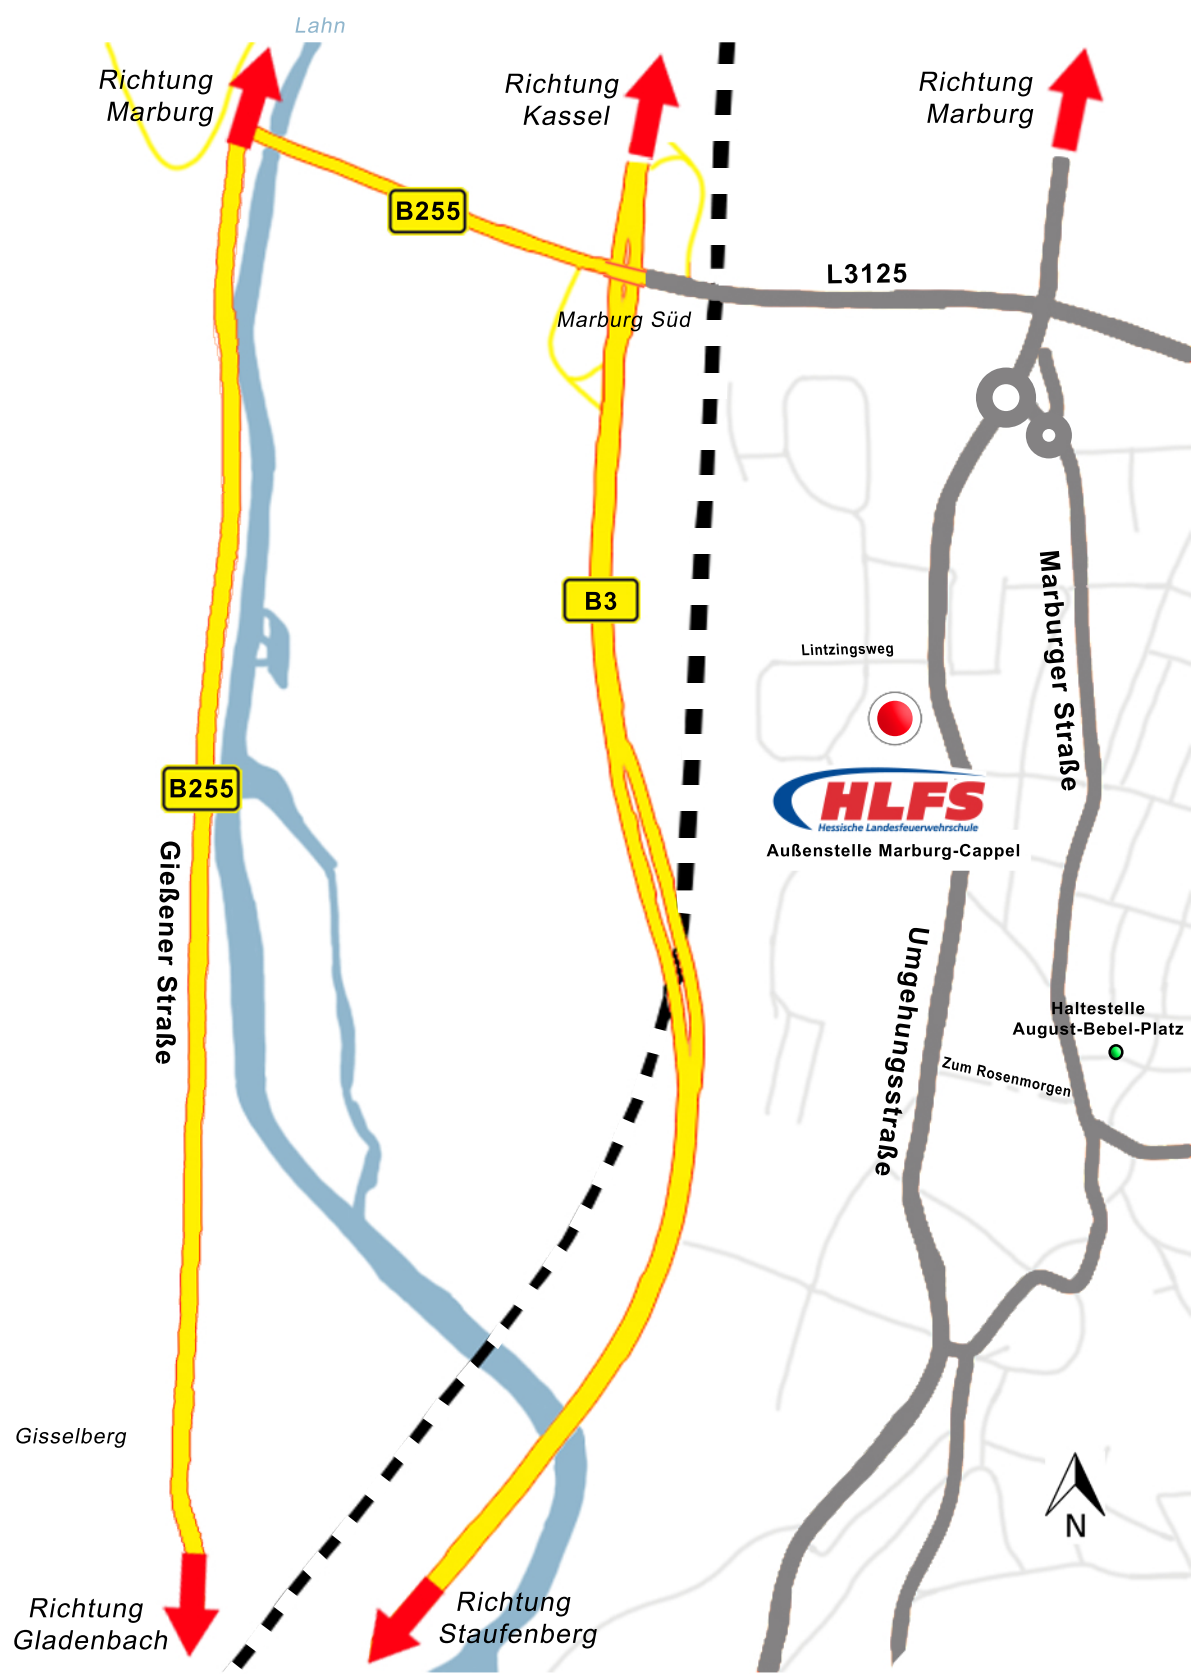 Lahn
Richtung
Marburg
Richtung
Kassel
Richtung
Marburg
B255
L3125
Marburg Süd
B3
Marburger Straße
Lintzingsweg
B255
HLFS
Hessische Landesfeuerwehrschule
Außenstelle Marburg-Cappel
Gießener Straße
Umgehungsstraße
Haltestelle
August-Bebel-Platz
Zum Rosenmorgen
Gisselberg
N
Richtung
Gladenbach
Richtung
Staufenberg